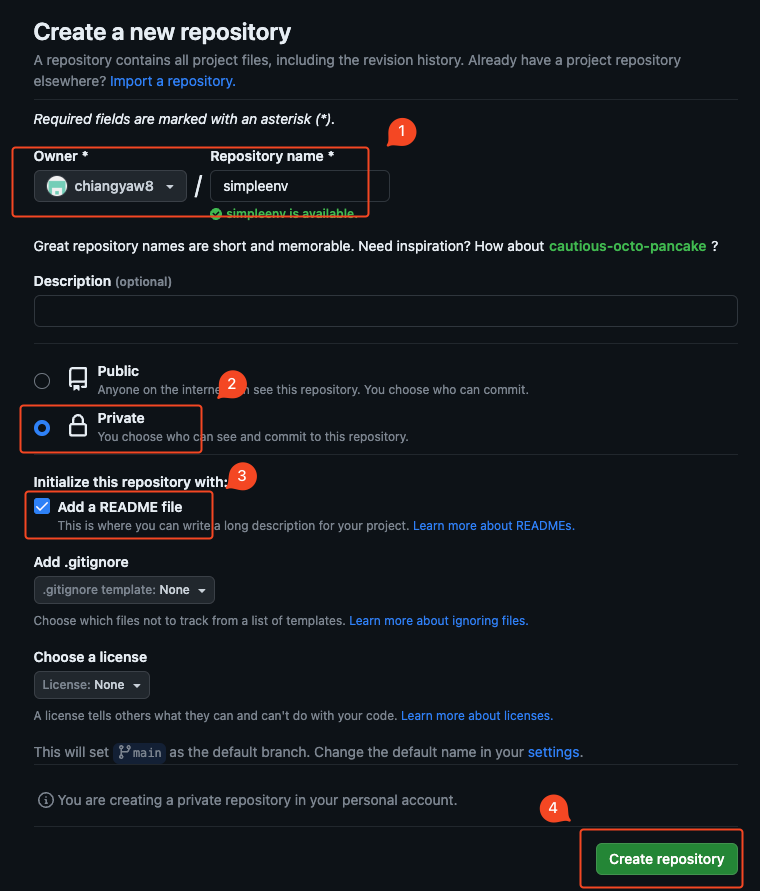 Create a new repository
A repository contains all project files, including the revision history. Already have a project repository
elsewhere? Import a repository.
Required fields are marked with an asterisk (*).
1
Owner * Repository name *
chiangyaw8 / simpleenv
simpleenv is available.
Great repository names are short and memorable. Need inspiration? How about cautious-octo-pancake ?
Description (optional)
Public
2
Anyone on the internet can see this repository. You choose who can commit.
Private
You choose who can see and commit to this repository.
3
Initialize this repository with:
Add a README file
This is where you can write a long description for your project. Learn more about READMEs.
Add .gitignore
.gitignore template: None
Choose which files not to track from a list of templates. Learn more about ignoring files.
Choose a license
License: None
A license tells others what they can and can't do with your code. Learn more about licenses.
This will set main as the default branch. Change the default name in your settings.
You are creating a private repository in your personal account.
4
Create repository